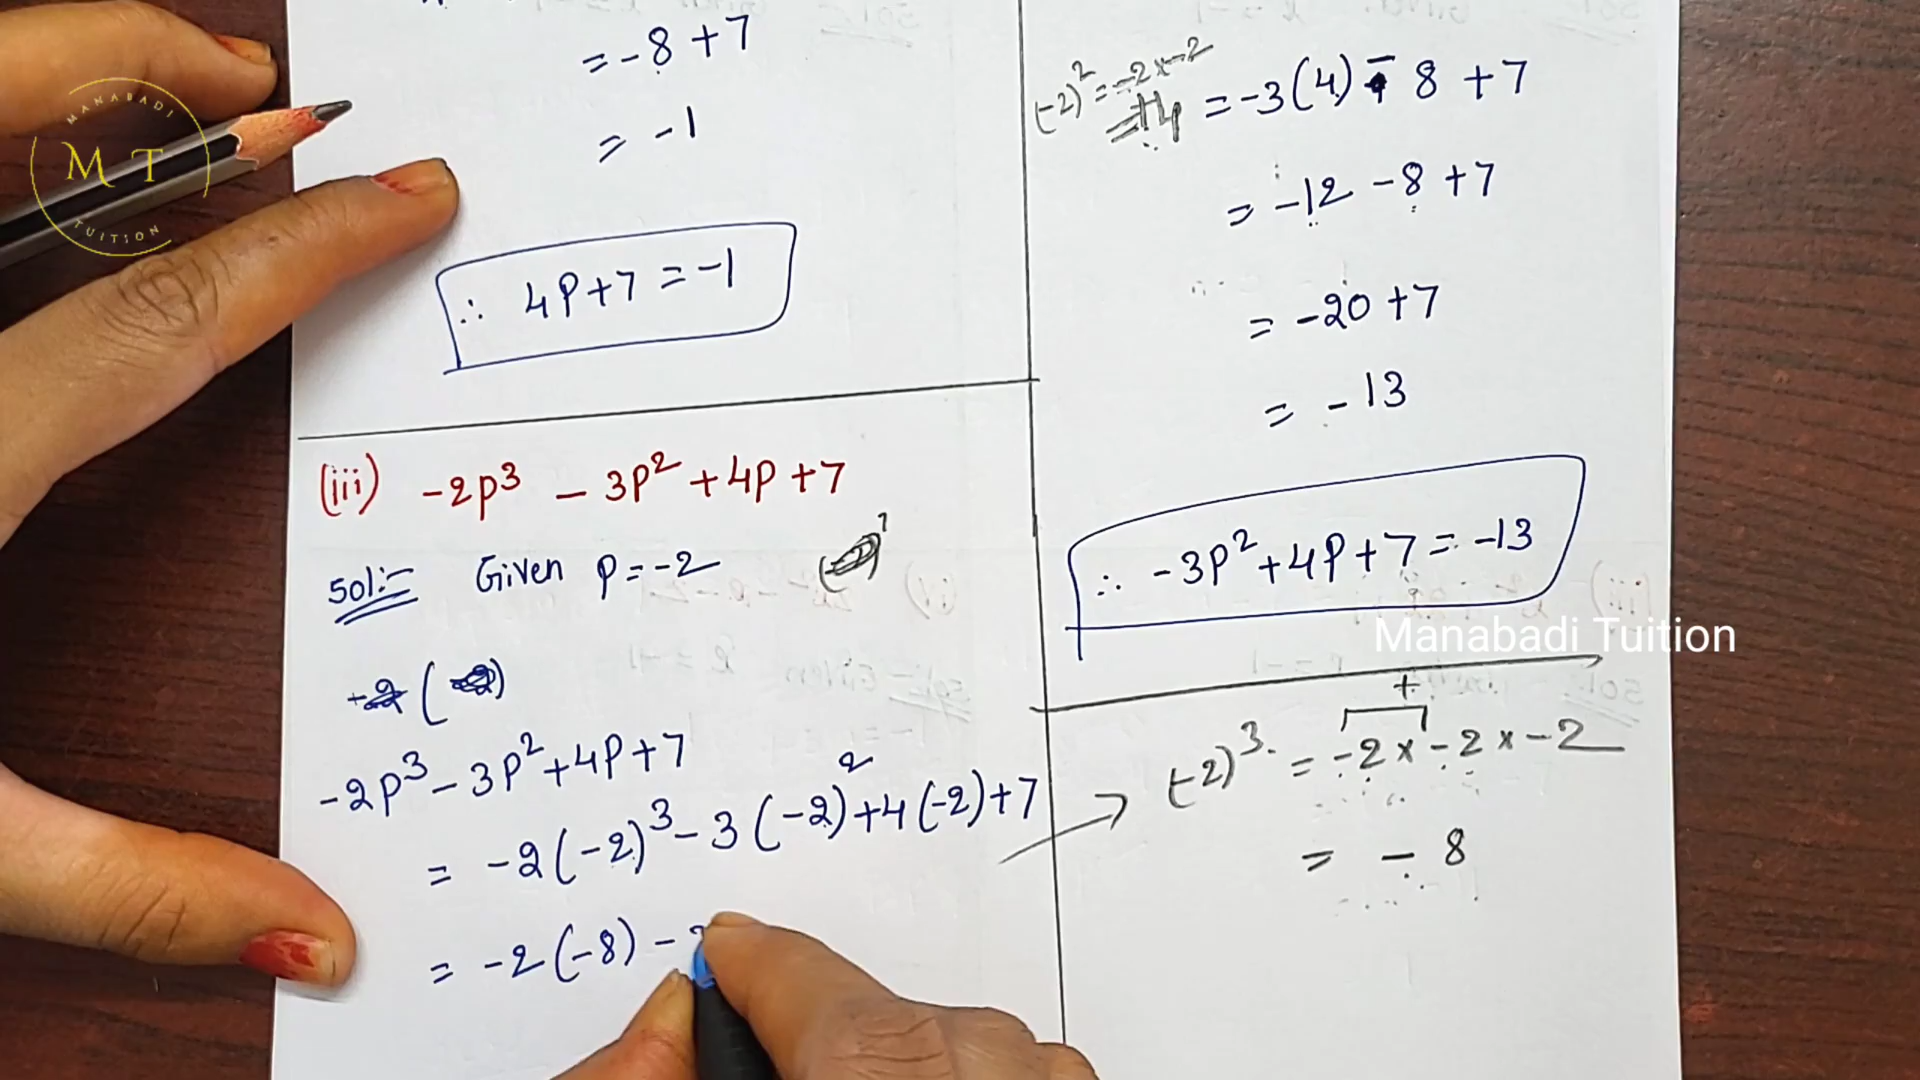 = -8 + 7
= -1
∴ 4P+7 = -1
(iii) -2p³ - 3p² + 4p + 7
Sol:- Given p = -2
-2p³ - 3p² + 4p + 7
= -2(-2)³ - 3(-2)² + 4(-2) + 7
= -2(-8) -
(-2)² = -2 x -2
= +4
= -3(4) - 8 + 7
= -12 - 8 + 7
= -20 + 7
= -13
∴ -3p² + 4p + 7 = -13
Manabadi Tuition
+
(-2)³ = -2 x -2 x -2
= - 8
MANABADI
M T
TUITION